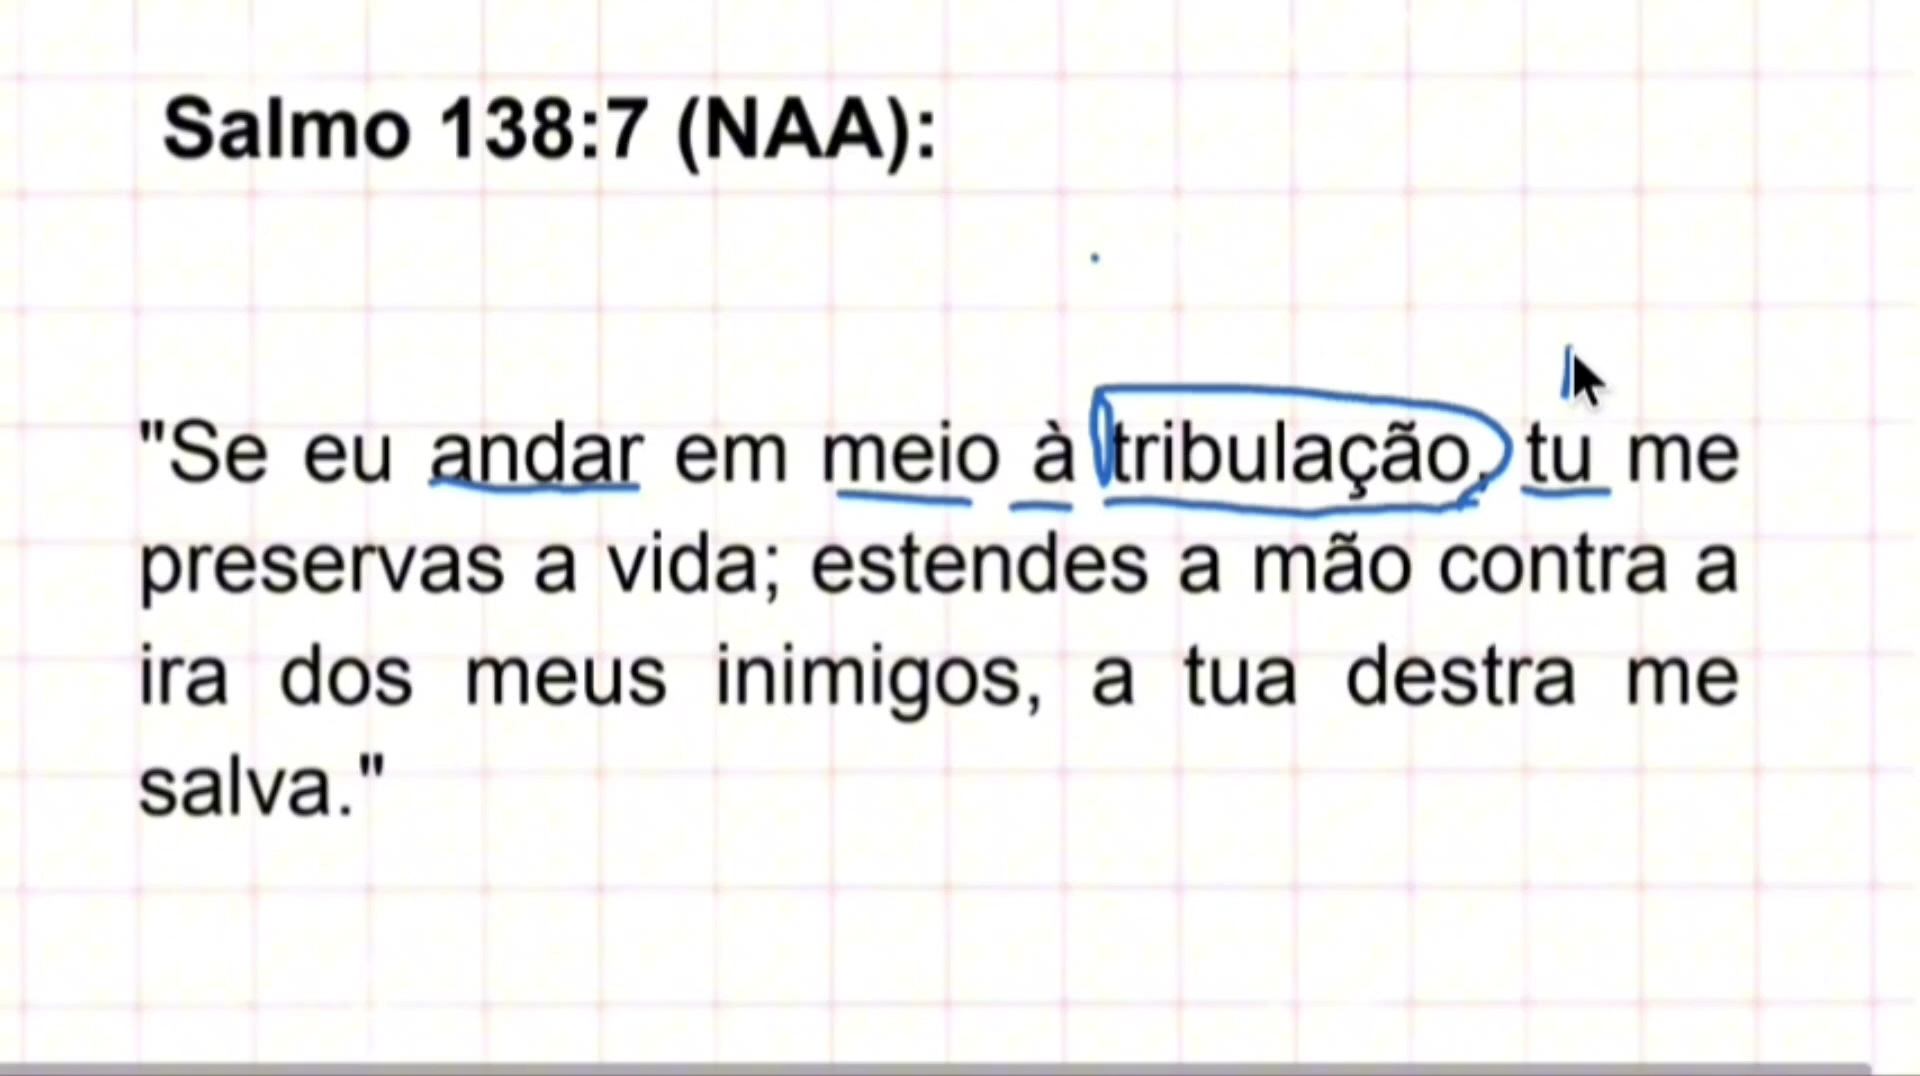 Salmo 138:7 (NAA):
"Se eu andar em meio à tribulação, tu me
preservas a vida; estendes a mão contra a
ira dos meus inimigos, a tua destra me
salva."